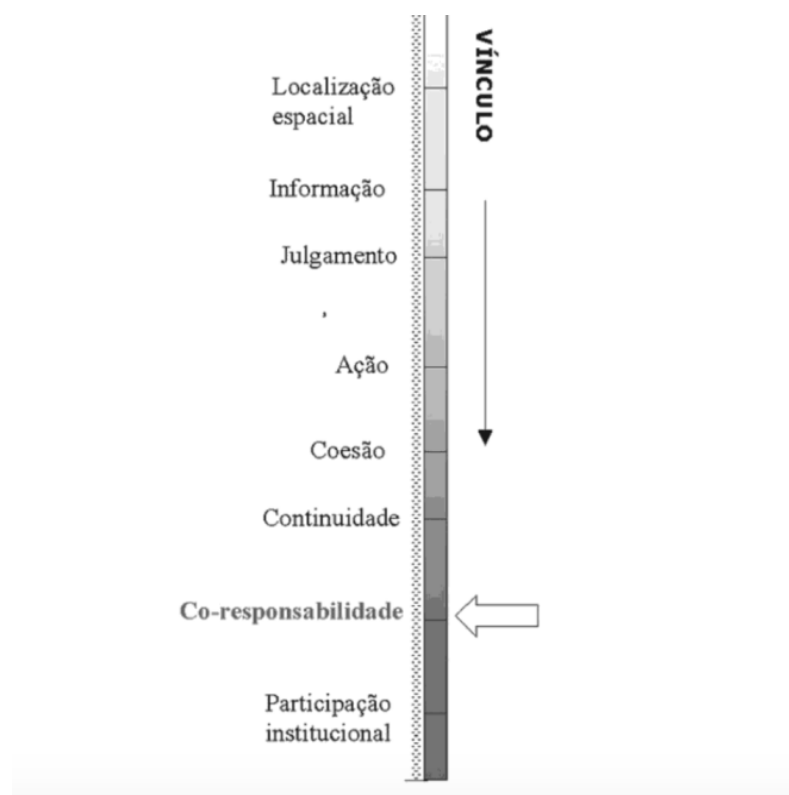 VÍNCULO
Localização
espacial
Informação
Julgamento
,
Ação
Coesão
Continuidade
Co-responsabilidade
Participação
institucional